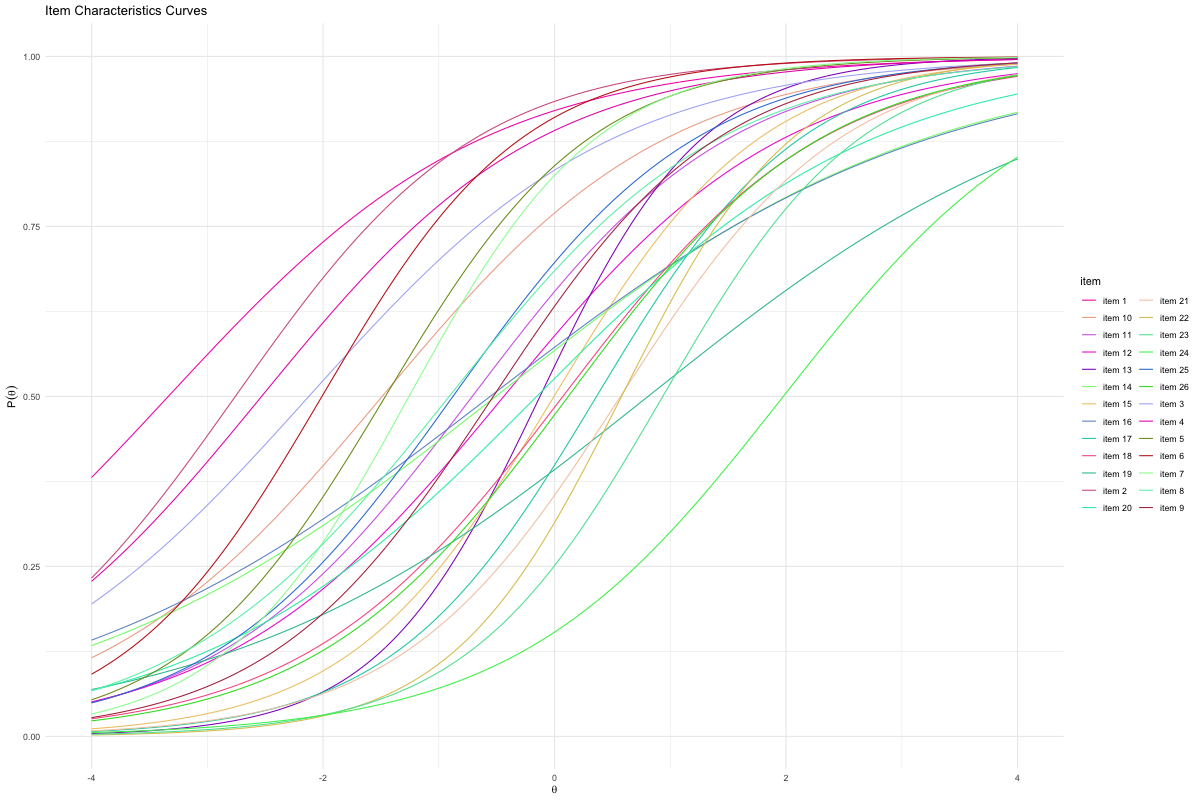 Item Characteristics Curves
1.00
0.75
0.50
0.25
0.00
P(θ)
-4 -2 0 2 4
θ
item
item 1 item 21
item 10 item 22
item 11 item 23
item 12 item 24
item 13 item 25
item 14 item 26
item 15 item 3
item 16 item 4
item 17 item 5
item 18 item 6
item 19 item 7
item 2 item 8
item 20 item 9